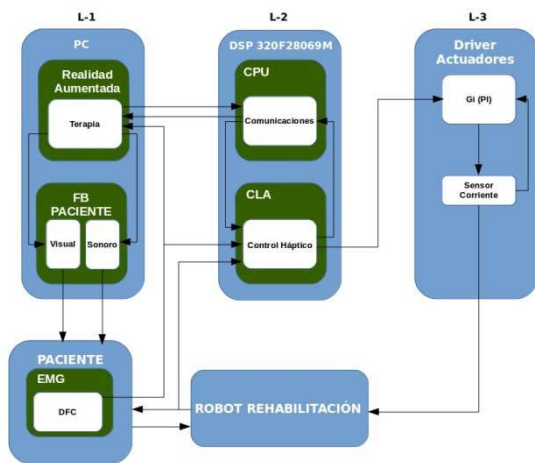 L-1
L-2
L-3
PC
Realidad
Aumentada
Terapia
FB
PACIENTE
Visual
Sonoro
DSP 320F28069M
CPU
Comunicaciones
CLA
Control Háptico
Driver
Actuadores
Gi (PI)
Sensor
Corriente
PACIENTE
EMG
DFC
ROBOT REHABILITACIÓN